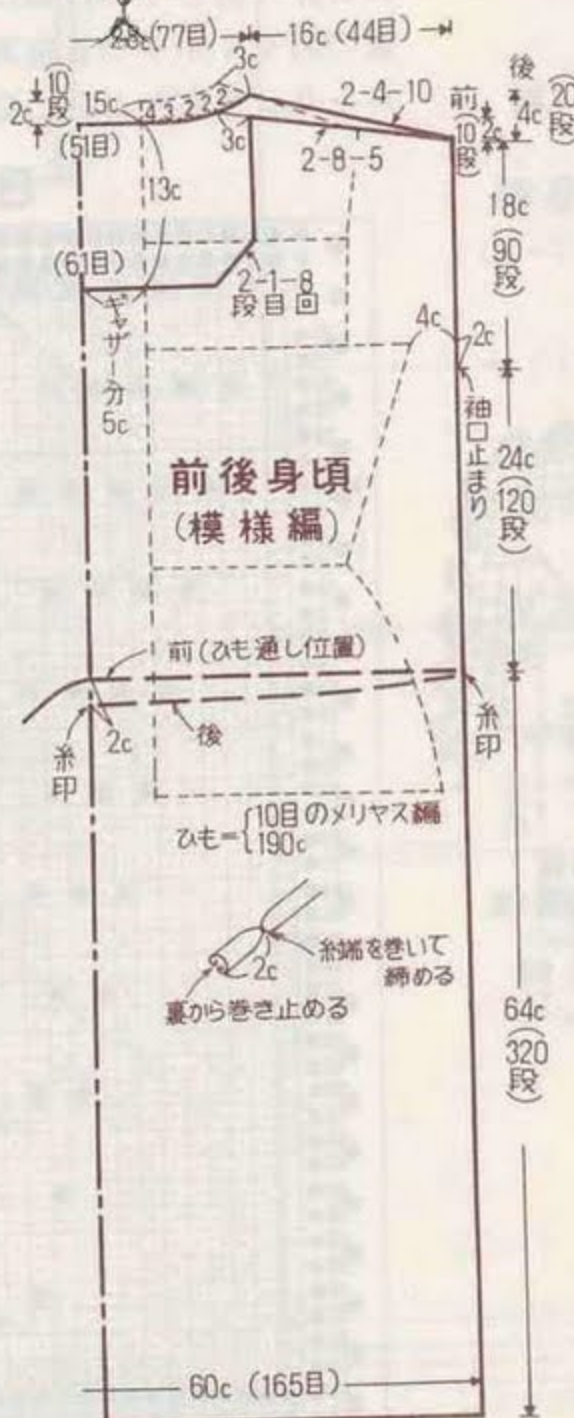 28c(77目)
16c(44目)
3c
2c
(10段)
1.5c
4 3 2 2 2 2
2-4-10
前
(10段)
2c
後
4c
(20段)
(51目)
3c
2-8-5
13c
18c
(90段)
(61目)
2-1-8
段目回
ギャザー分
5c
4c
2c
袖口止まり
24c
(120段)
前後身頃
(模様編)
前(ひも通し位置)
後
2c
糸印
糸印
ひも={10目のメリヤス編
190c
糸端を巻いて
締める
2c
裏から巻き止める
64c
(320段)
60c(165目)